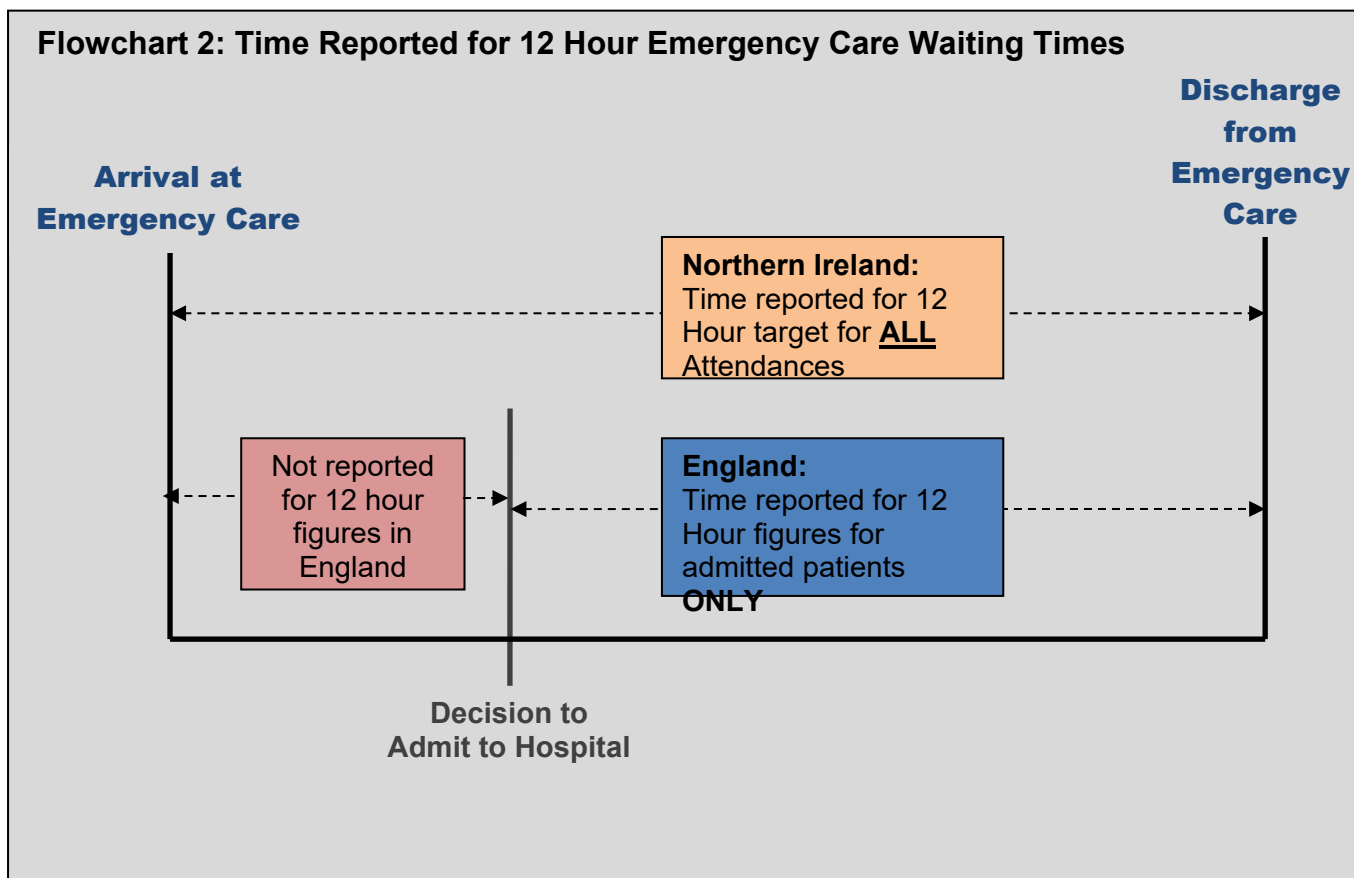 Flowchart 2: Time Reported for 12 Hour Emergency Care Waiting Times
Discharge
from
Emergency
Care
Arrival at
Emergency Care
Northern Ireland:
Time reported for 12
Hour target for ALL
Attendances
Not reported
for 12 hour
figures in
England
England:
Time reported for 12
Hour figures for
admitted patients
ONLY
Decision to
Admit to Hospital